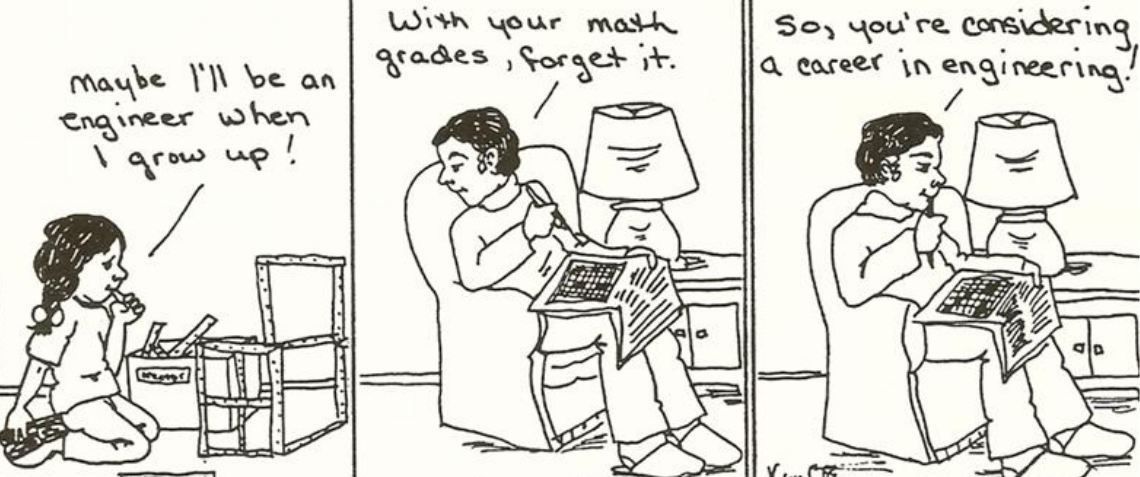 Maybe I'll be an
engineer when
I grow up!
With your math
grades, forget it.
So, you're considering
a career in engineering!